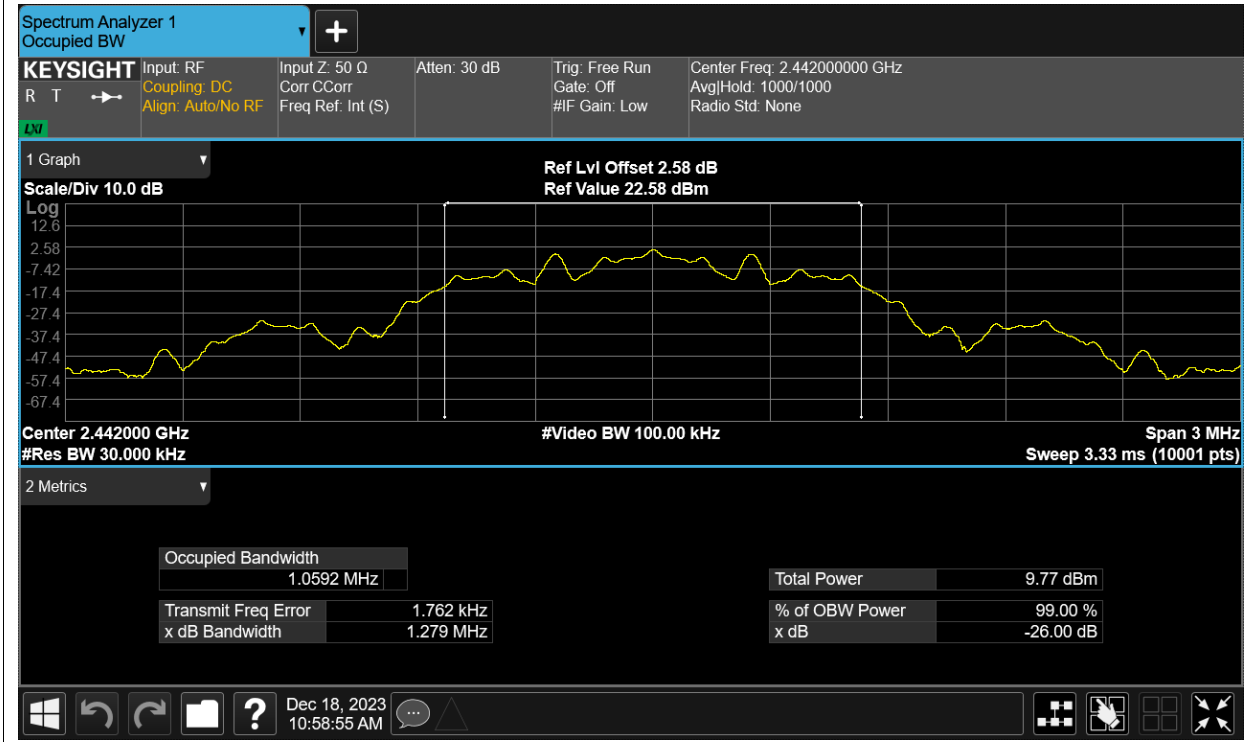 Spectrum Analyzer 1
Occupied BW
KEYSIGHT
R T
LXI
Input: RF
Coupling: DC
Align: Auto/No RF
Input Z: 50 Ω
Corr CCorr
Freq Ref: Int (S)
Atten: 30 dB
Trig: Free Run
Gate: Off
#IF Gain: Low
Center Freq: 2.442000000 GHz
Avg|Hold: 1000/1000
Radio Std: None
1 Graph
Scale/Div 10.0 dB
Ref Lvl Offset 2.58 dB
Ref Value 22.58 dBm
Log
12.6
2.58
-7.42
-17.4
-27.4
-37.4
-47.4
-57.4
-67.4
Center 2.442000 GHz
#Video BW 100.00 kHz
Span 3 MHz
#Res BW 30.000 kHz
Sweep 3.33 ms (10001 pts)
2 Metrics
Occupied Bandwidth
1.0592 MHz
Total Power 9.77 dBm
Transmit Freq Error 1.762 kHz
% of OBW Power 99.00 %
x dB Bandwidth 1.279 MHz
x dB -26.00 dB
?
Dec 18, 2023
10:58:55 AM